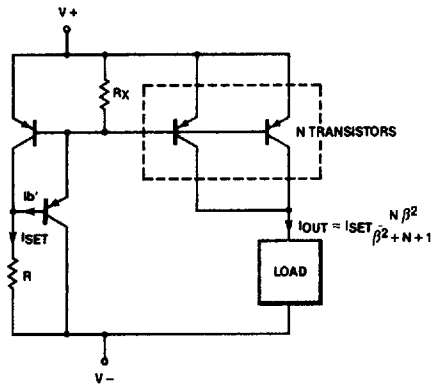 V+
RX
N TRANSISTORS
Ib'
ISET
IOUT ≈ ISET Nβ² / β² + N + 1
R
LOAD
V−